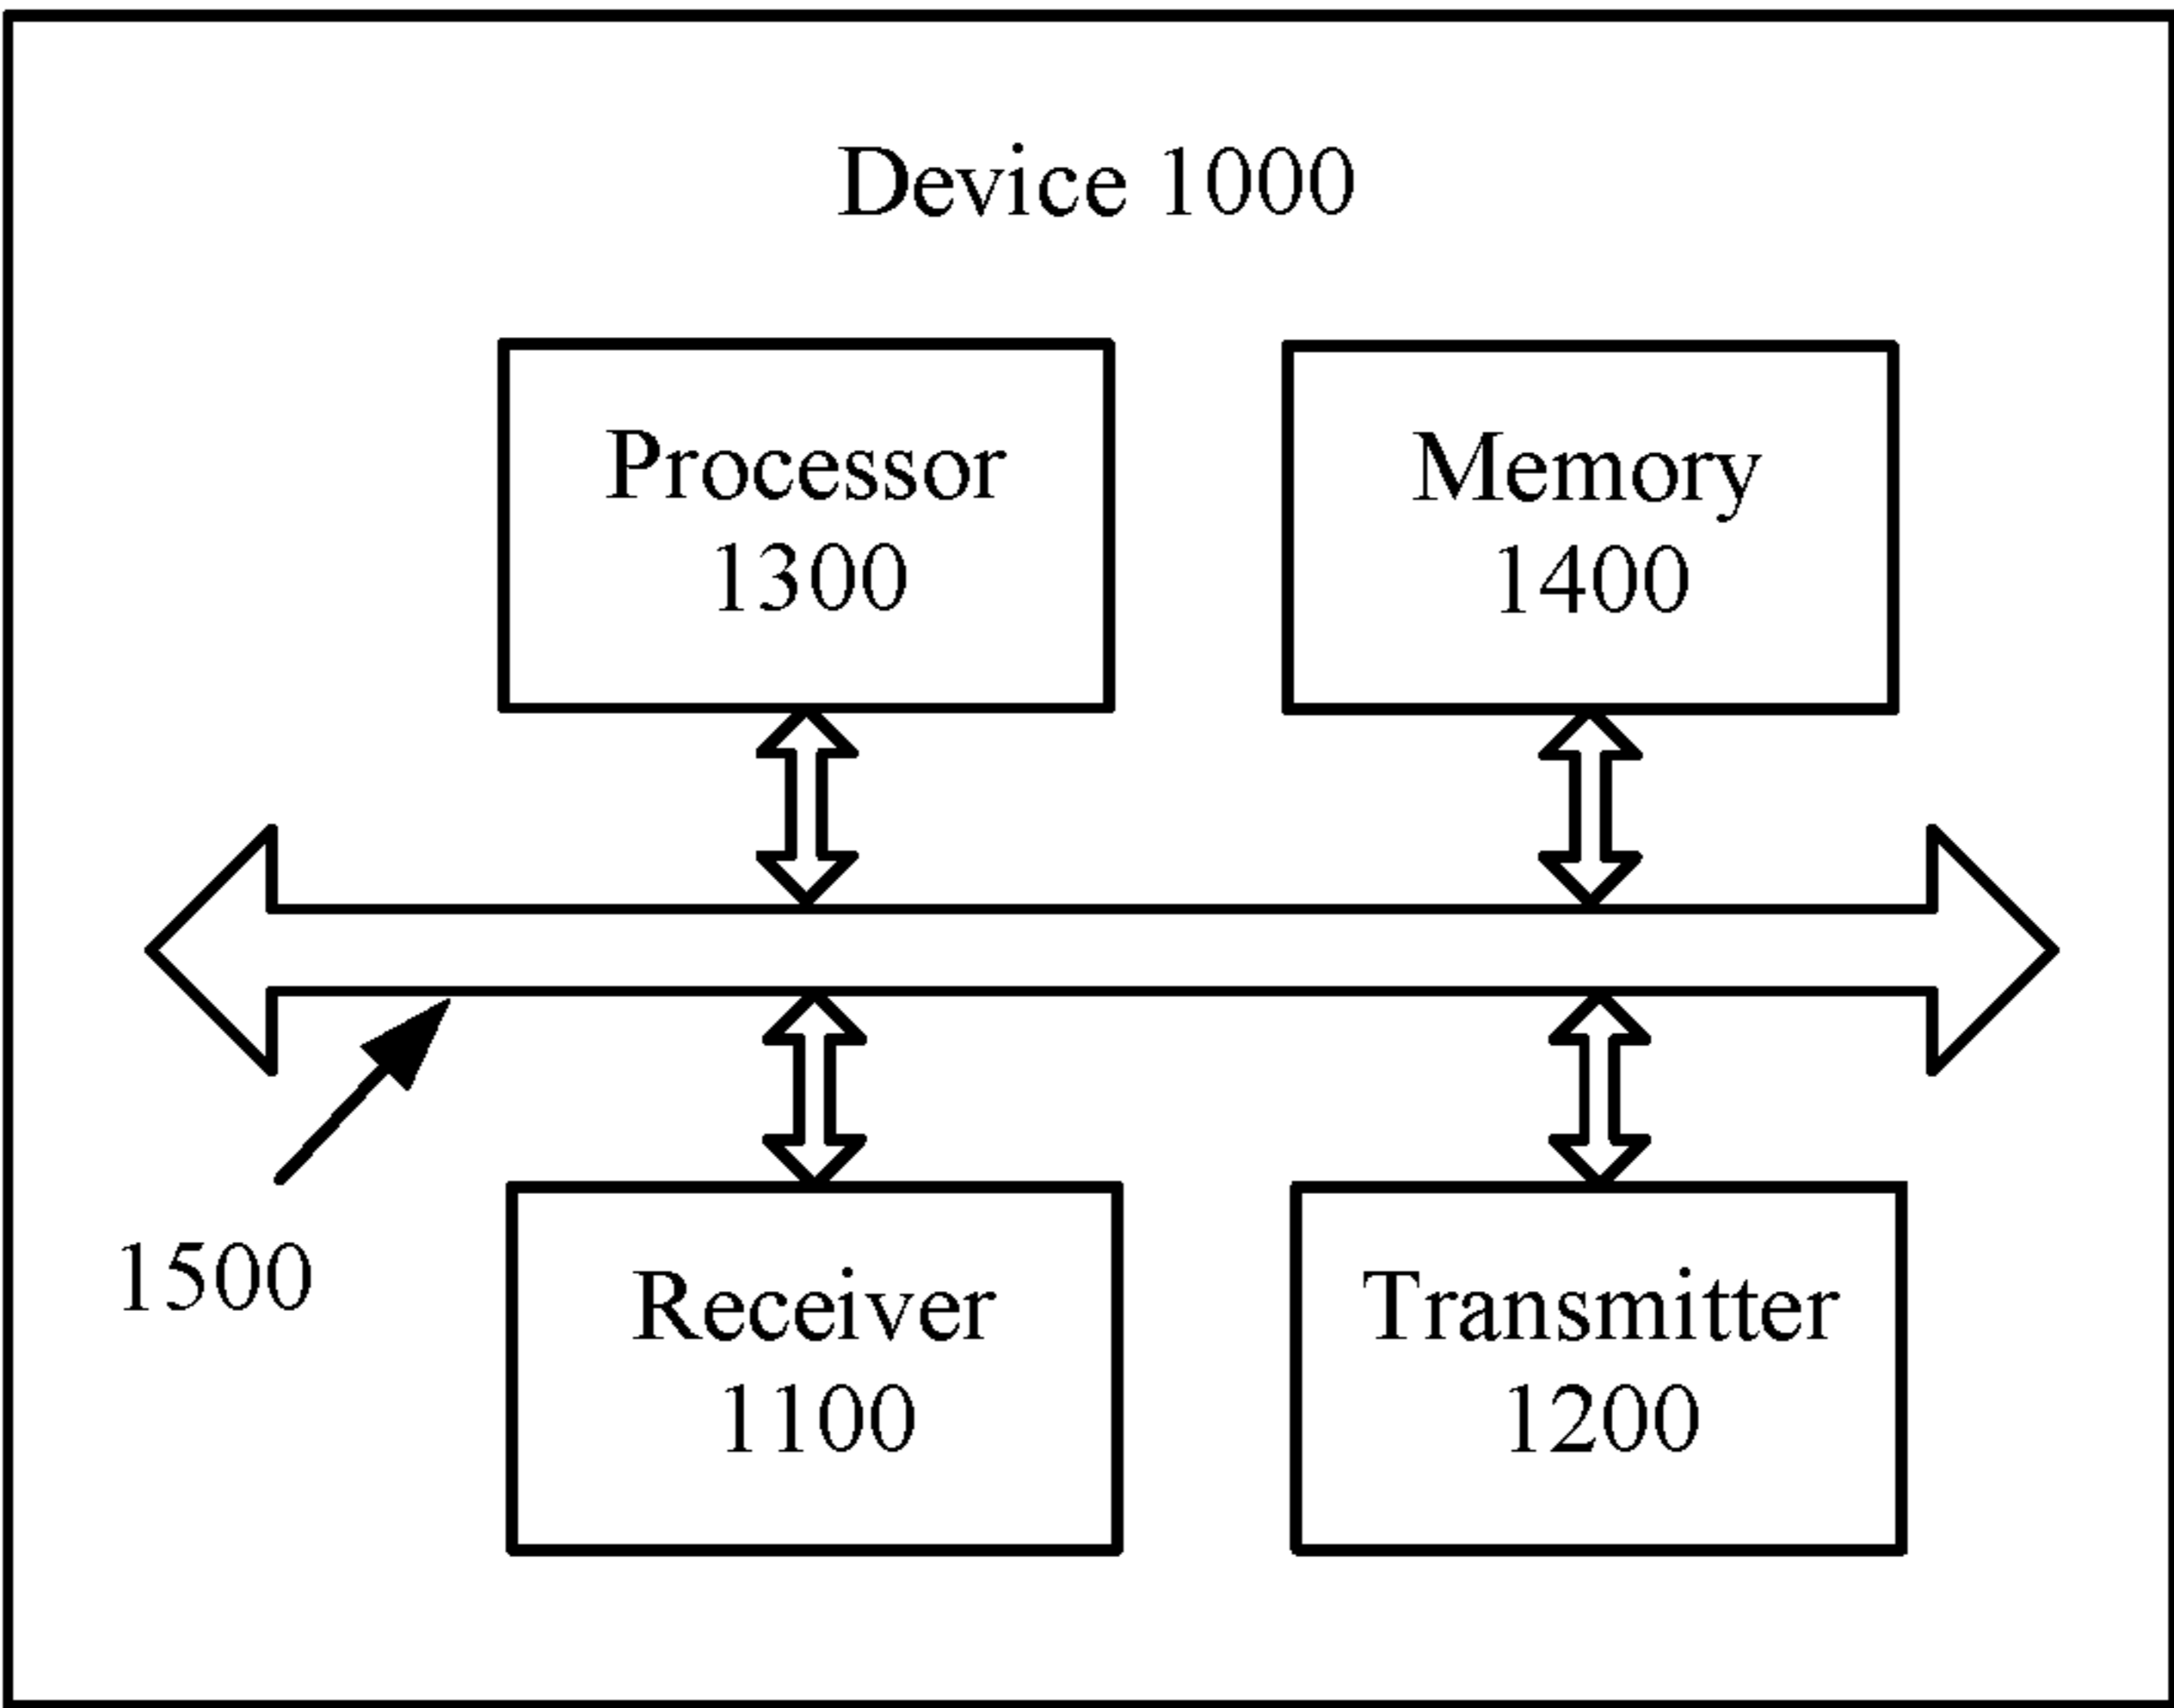 Device 1000
Processor
1300
Memory
1400
1500
Receiver
1100
Transmitter
1200